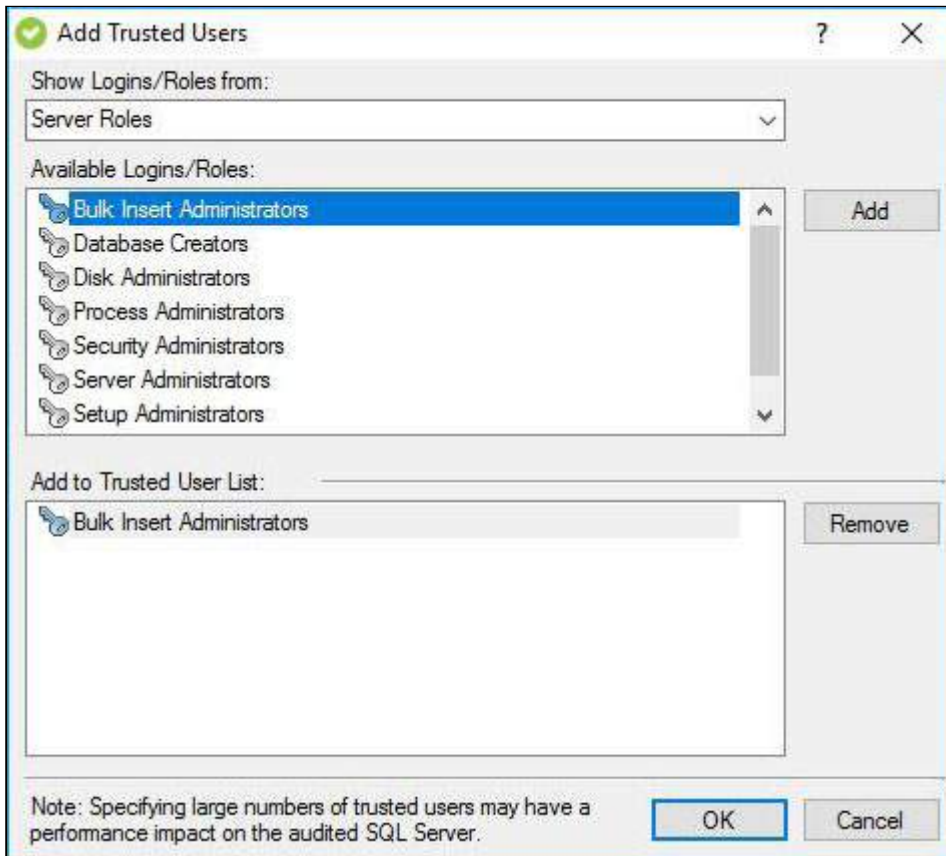 Add Trusted Users
?
Show Logins/Roles from:
Server Roles
Available Logins/Roles:
Bulk Insert Administrators
Add
Database Creators
Disk Administrators
Process Administrators
Security Administrators
Server Administrators
Setup Administrators
Add to Trusted User List:
Bulk Insert Administrators
Remove
Note: Specifying large numbers of trusted users may have a
performance impact on the audited SQL Server.
OK
Cancel